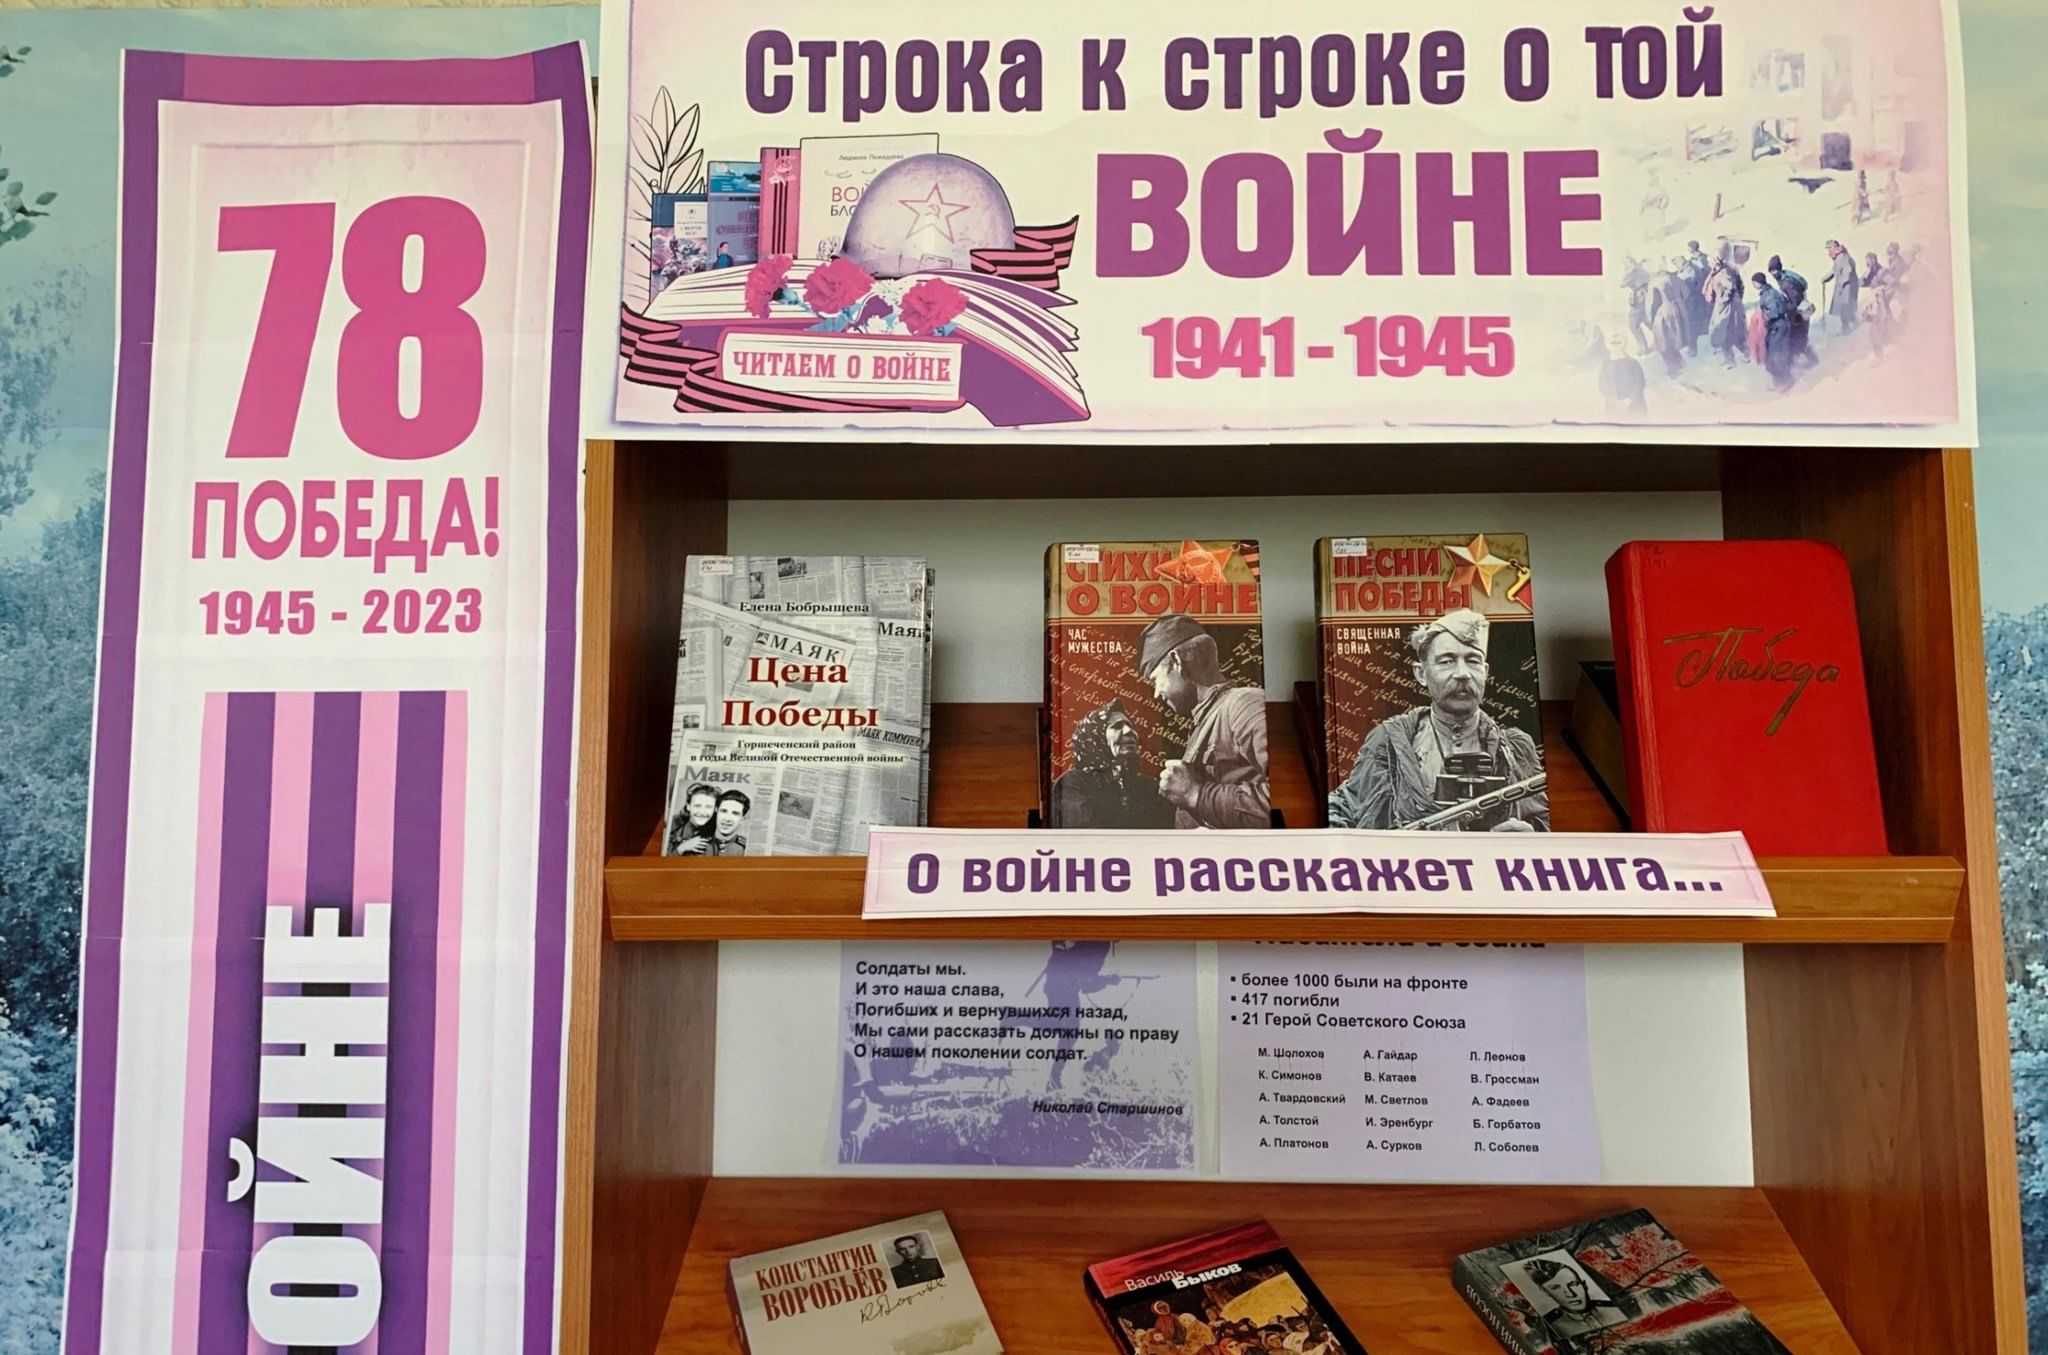 78
ПОБЕДА!
1945 - 2023
ОЙНЕ
Строка к строке о той
ВОЙНЕ
1941 - 1945
Людмила Пожедаева
ЧИТАЕМ О ВОЙНЕ
Елена Бобрышева
МАЯК
Цена
Победы
Горшеченский район
в годы Великой Отечественной войны
Маяк
СТИХИ
О ВОЙНЕ
ЧАС
МУЖЕСТВА
ПЕСНИ
ПОБЕДЫ
СВЯЩЕННАЯ
ВОЙНА
Победа
О войне расскажет книга...
Солдаты мы.
И это наша слава,
Погибших и вернувшихся назад,
Мы сами рассказать должны по праву
О нашем поколении солдат.
Николай Старшинов
▪ более 1000 были на фронте
▪ 417 погибли
▪ 21 Герой Советского Союза
М. Шолохов А. Гайдар Л. Леонов
К. Симонов В. Катаев В. Гроссман
А. Твардовский М. Светлов А. Фадеев
А. Толстой И. Эренбург Б. Горбатов
А. Платонов А. Сурков Л. Соболев
КОНСТАНТИН
ВОРОБЬЁВ
Василь
Быков